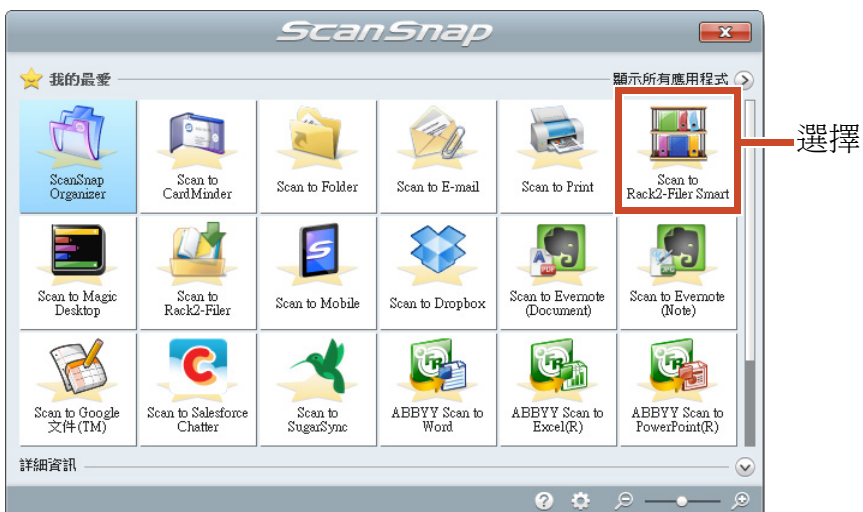 ScanSnap
我的最愛
顯示所有應用程式
選擇
ScanSnap
Organizer
Scan to
CardMinder
Scan to Folder
Scan to E-mail
Scan to Print
Scan to
Rack2-Filer Smart
Scan to Magic
Desktop
Scan to
Rack2-Filer
Scan to Mobile
Scan to Dropbox
PDF
Scan to Evernote
(Document)
JPG
Scan to Evernote
(Note)
Scan to Google
文件(TM)
Scan to Salesforce
Chatter
Scan to
SugarSync
ABBYY Scan to
Word
ABBYY Scan to
Excel(R)
ABBYY Scan to
PowerPoint(R)
詳細資訊